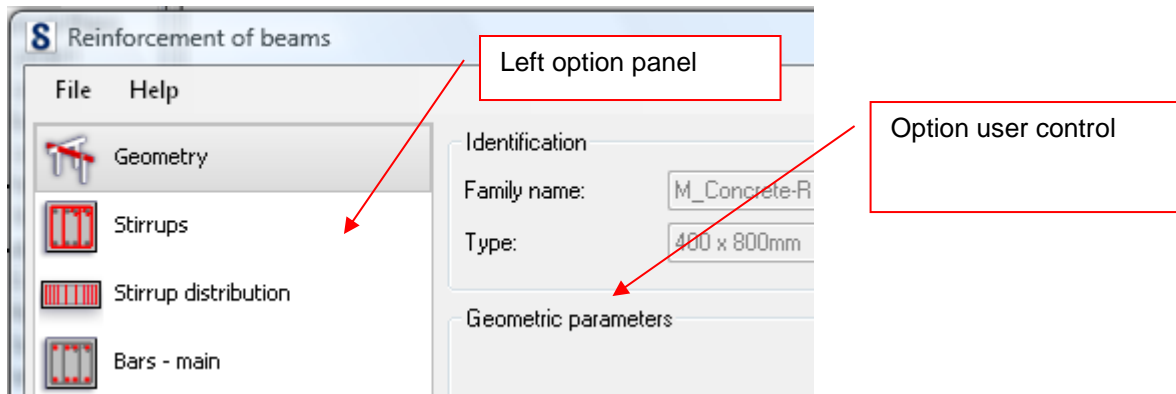 Reinforcement of beams
Left option panel
File Help
Option user control
Identification
Geometry
Family name: M_Concrete-R
Stirrups
Type: 400 x 800mm
Stirrup distribution
Geometric parameters
Bars - main